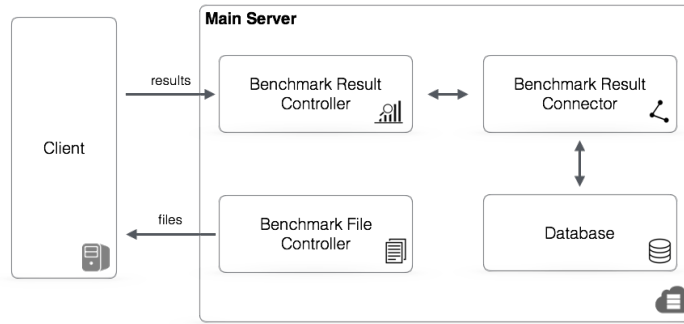 Main Server
results
Benchmark Result
Controller
Benchmark Result
Connector
Client
files
Benchmark File
Controller
Database